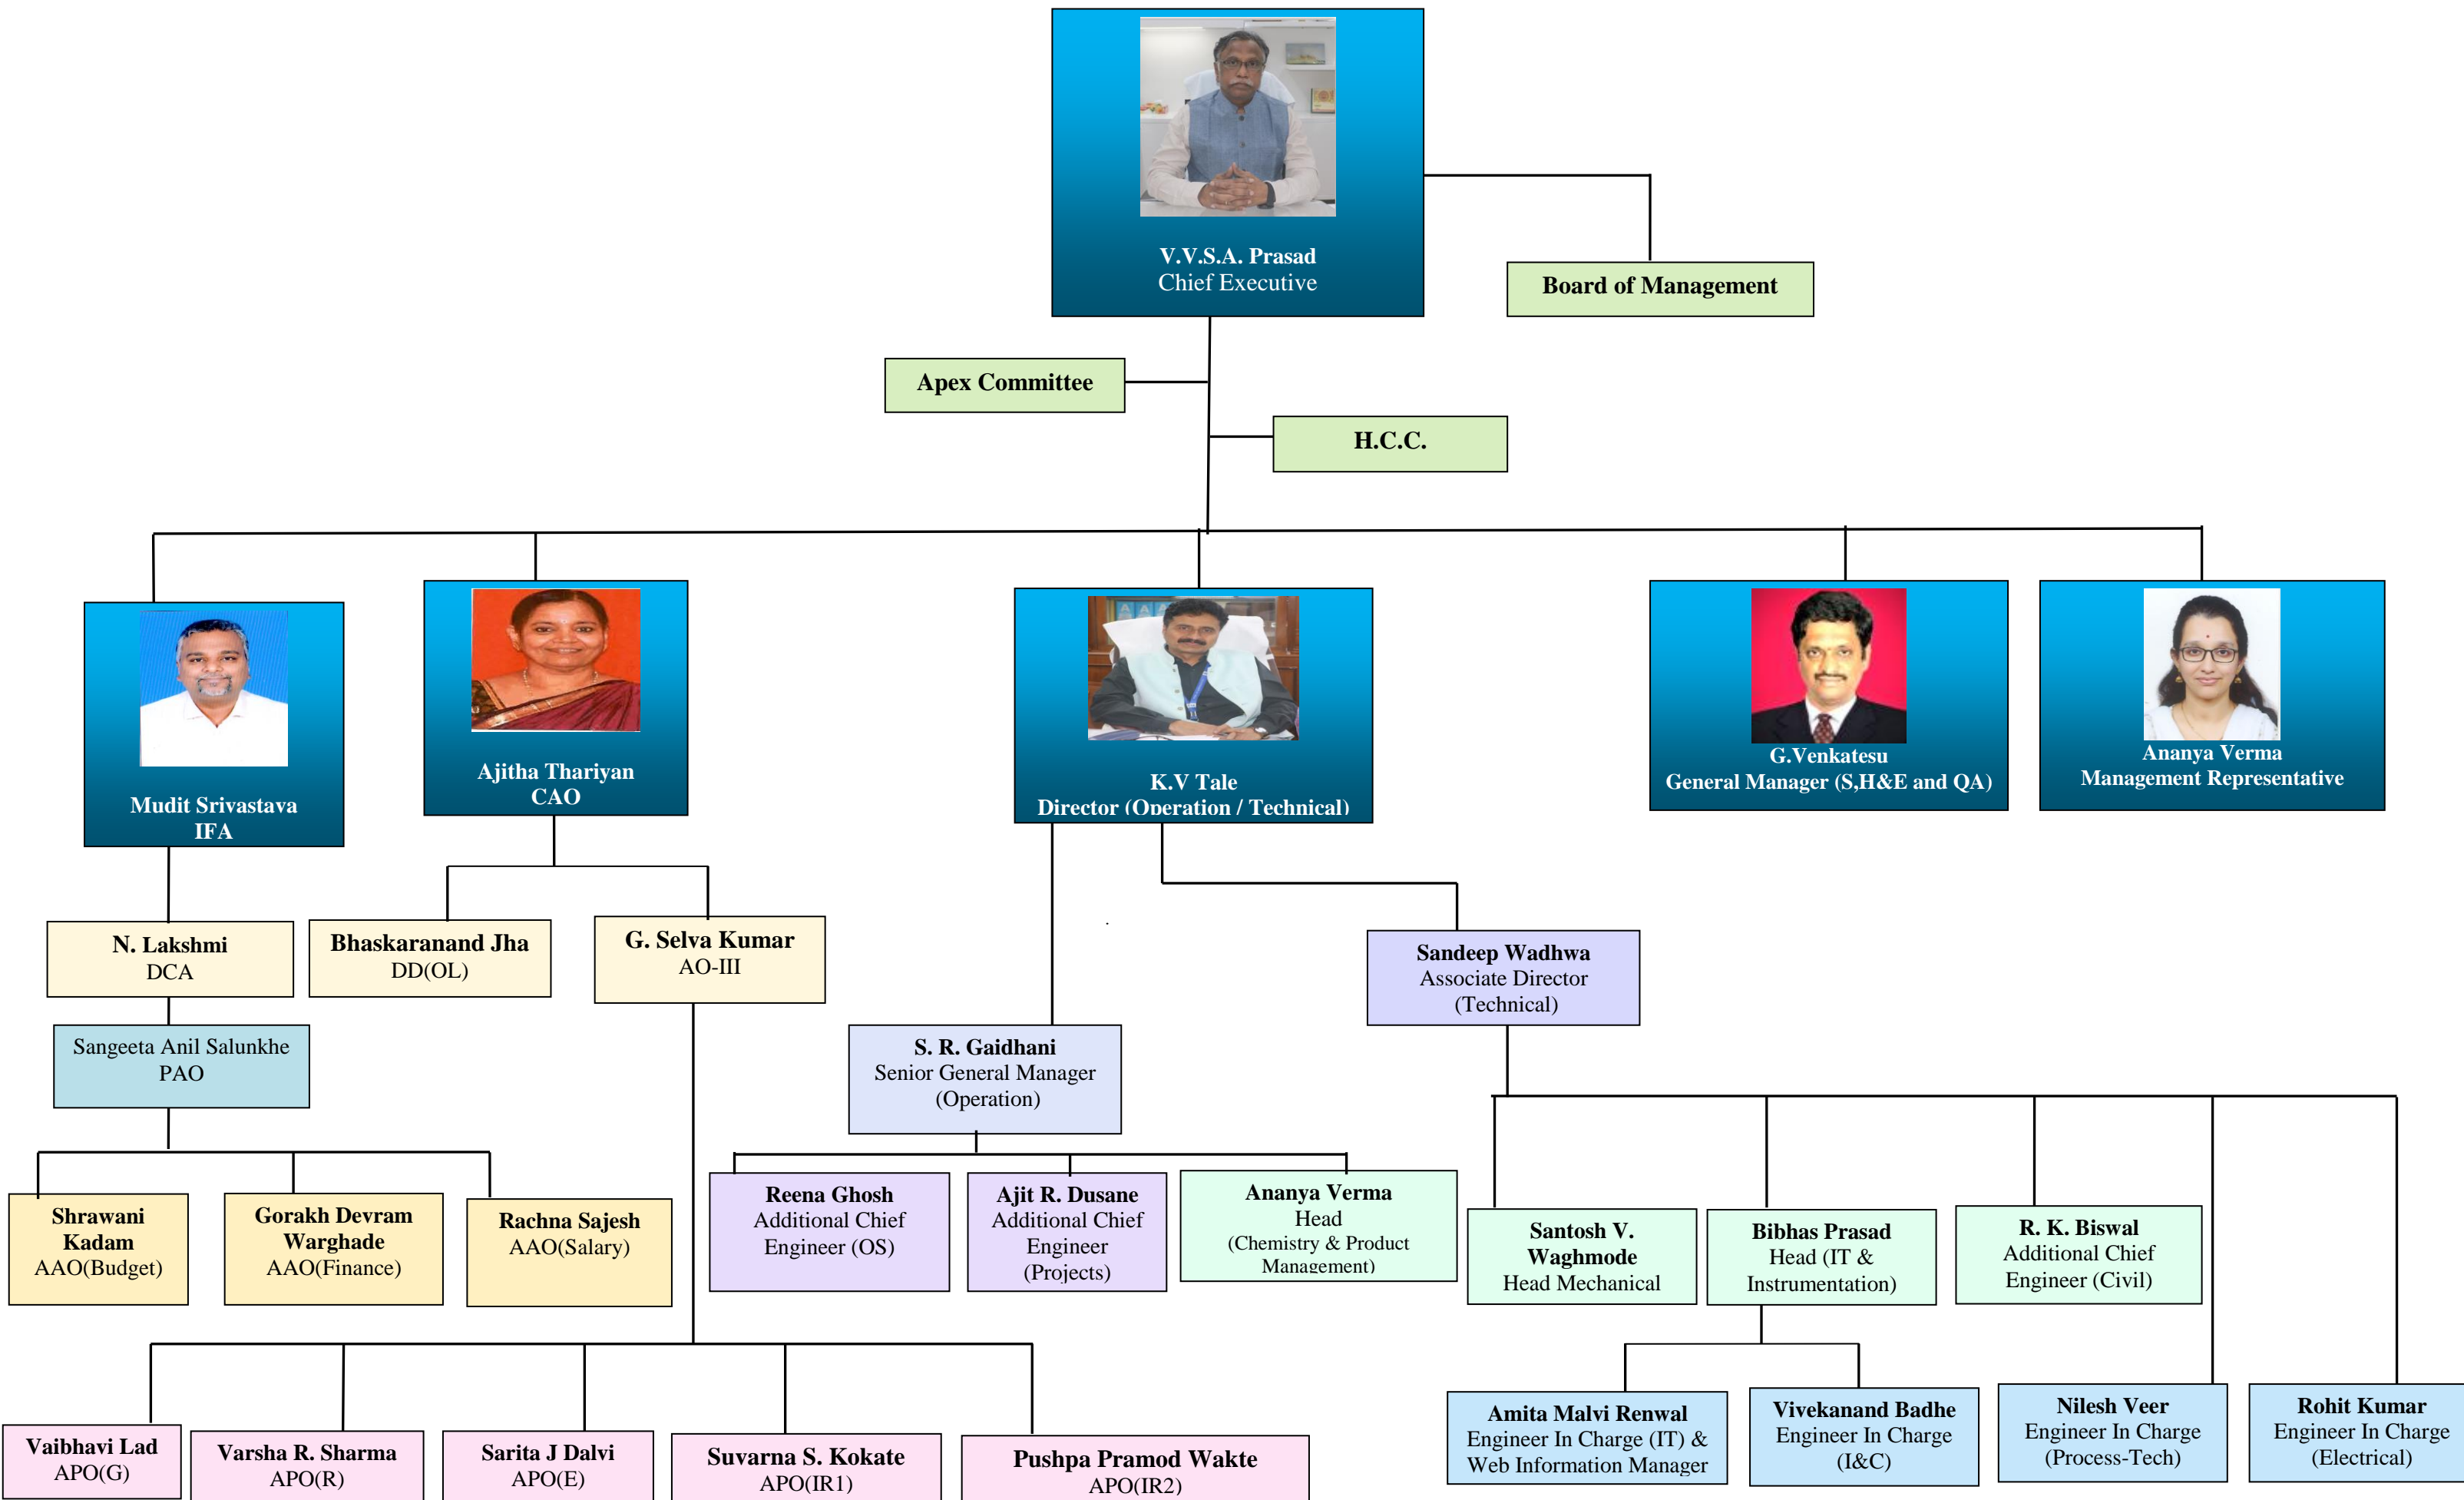 V.V.S.A. Prasad
Chief Executive
Board of Management
Apex Committee
H.C.C.
Mudit Srivastava
IFA
Ajitha Thariyan
CAO
K.V Tale
Director (Operation / Technical)
G.Venkatesu
General Manager (S,H&E and QA)
Ananya Verma
Management Representative
N. Lakshmi
DCA
Bhaskaranand Jha
DD(OL)
G. Selva Kumar
AO-III
Sandeep Wadhwa
Associate Director
(Technical)
Sangeeta Anil Salunkhe
PAO
S. R. Gaidhani
Senior General Manager
(Operation)
Shrawani
Kadam
AAO(Budget)
Gorakh Devram
Warghade
AAO(Finance)
Rachna Sajesh
AAO(Salary)
Reena Ghosh
Additional Chief
Engineer (OS)
Ajit R. Dusane
Additional Chief
Engineer
(Projects)
Ananya Verma
Head
(Chemistry & Product
Management)
Santosh V.
Waghmode
Head Mechanical
Bibhas Prasad
Head (IT &
Instrumentation)
R. K. Biswal
Additional Chief
Engineer (Civil)
Vaibhavi Lad
APO(G)
Varsha R. Sharma
APO(R)
Sarita J Dalvi
APO(E)
Suvarna S. Kokate
APO(IR1)
Pushpa Pramod Wakte
APO(IR2)
Amita Malvi Renwal
Engineer In Charge (IT) &
Web Information Manager
Vivekanand Badhe
Engineer In Charge
(I&C)
Nilesh Veer
Engineer In Charge
(Process-Tech)
Rohit Kumar
Engineer In Charge
(Electrical)